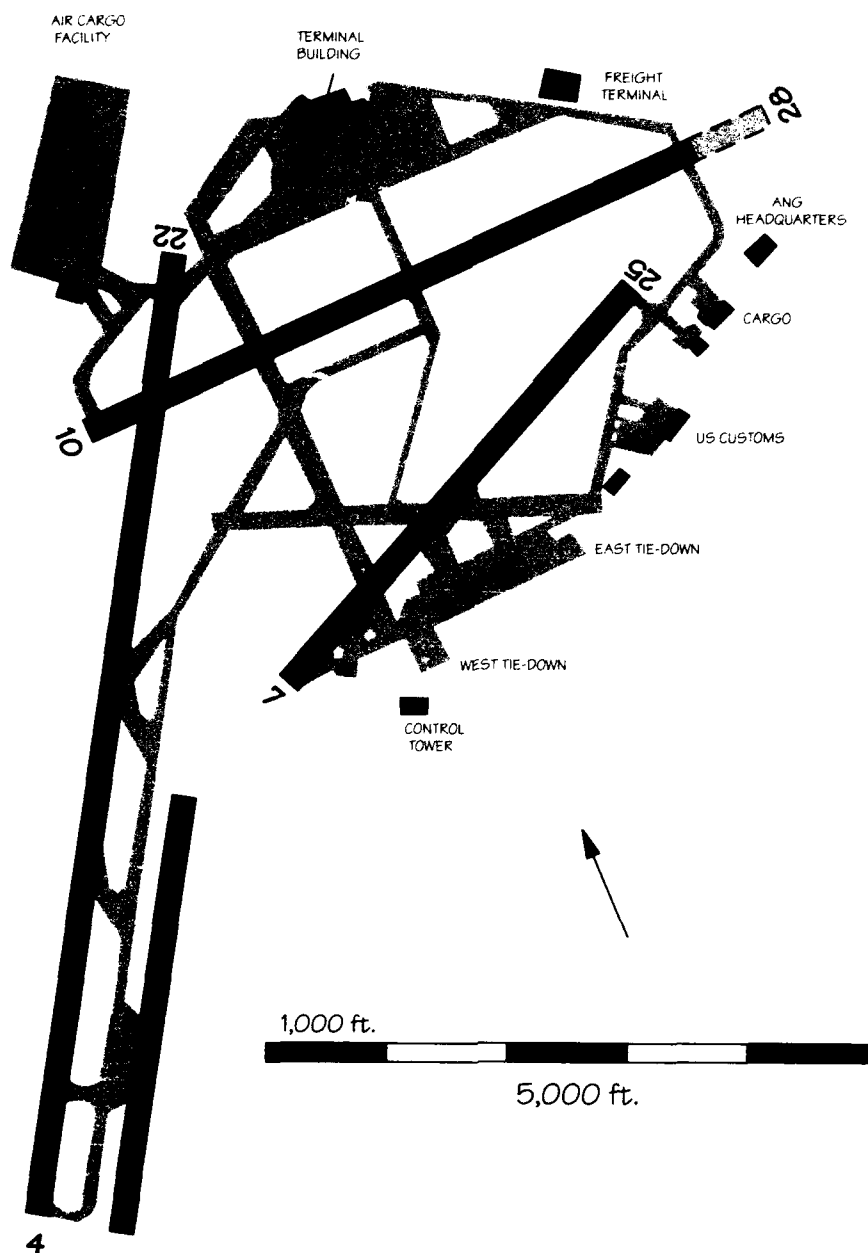 AIR CARGO
FACILITY
TERMINAL
BUILDING
FREIGHT
TERMINAL
28
22
ANG
HEADQUARTERS
25
CARGO
10
US CUSTOMS
EAST TIE-DOWN
WEST TIE-DOWN
7
CONTROL
TOWER
1,000 ft.
5,000 ft.
4